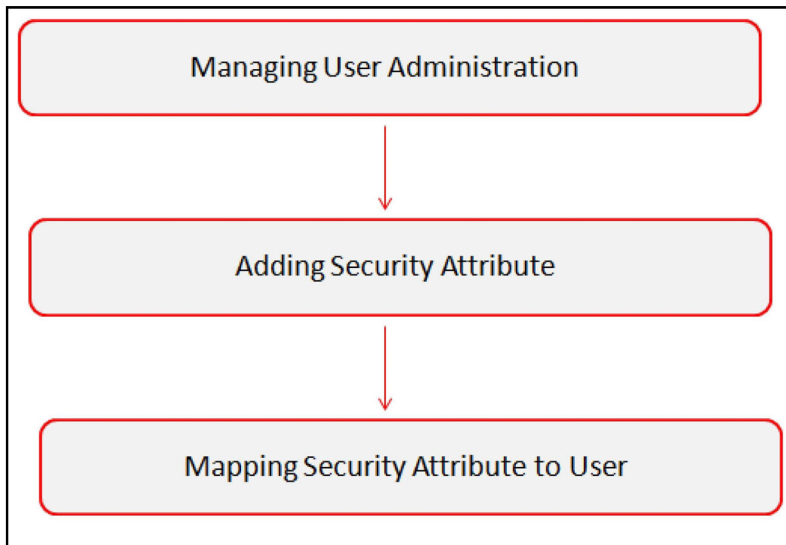 Managing User Administration
Adding Security Attribute
Mapping Security Attribute to User